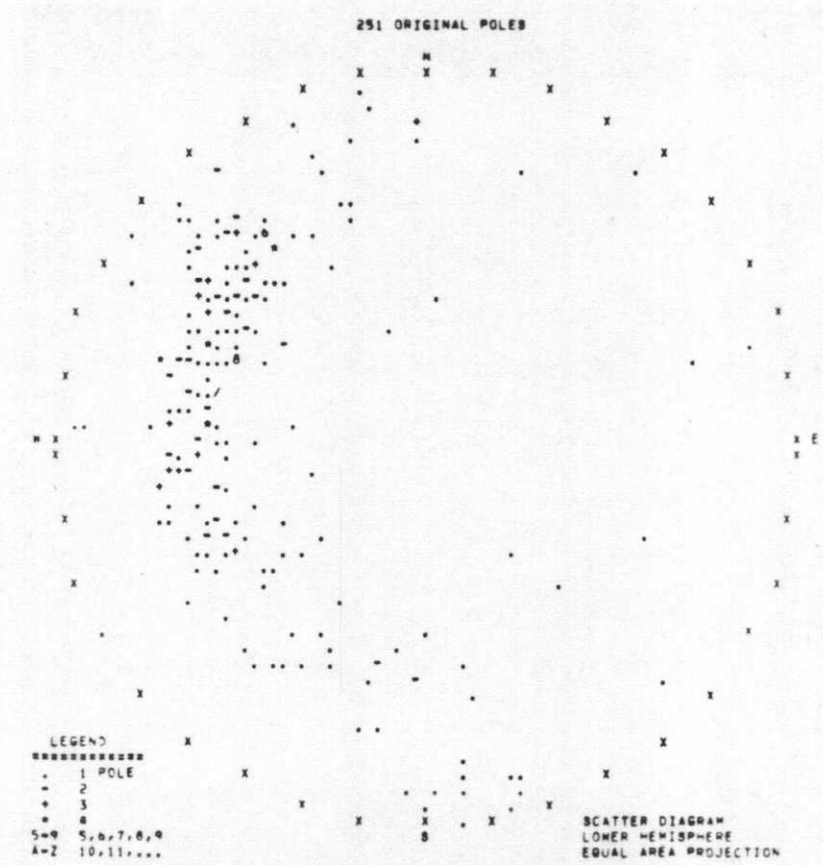 251 ORIGINAL POLES
N
W
E
S
LEGEND
************
. 1 POLE
- 2
+ 3
* 4
5-9 5,6,7,8,9
A-Z 10,11,...
SCATTER DIAGRAM
LOWER HEMISPHERE
EQUAL AREA PROJECTION